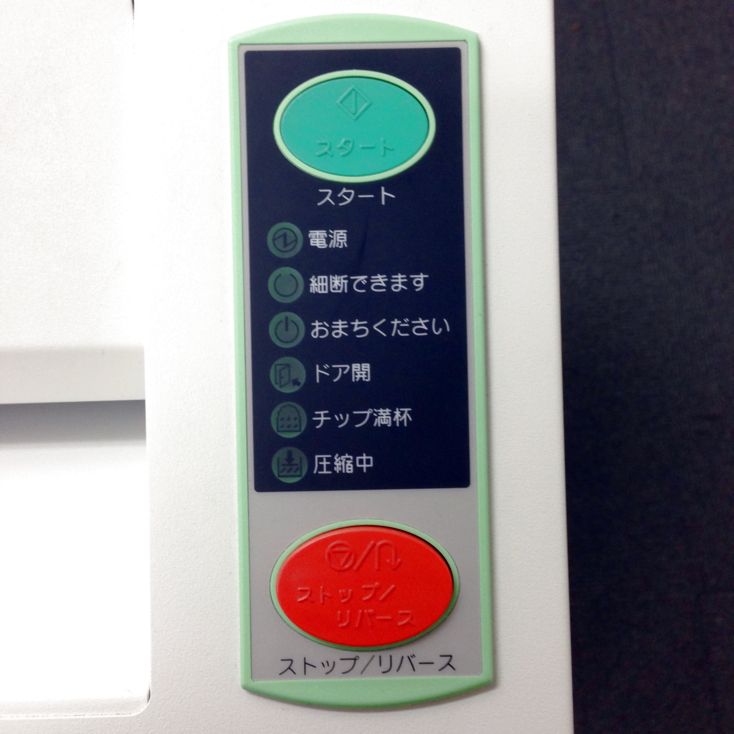 スタート
スタート
電源
細断できます
おまちください
ドア開
チップ満杯
圧縮中
ストップ/
リバース
ストップ/リバース